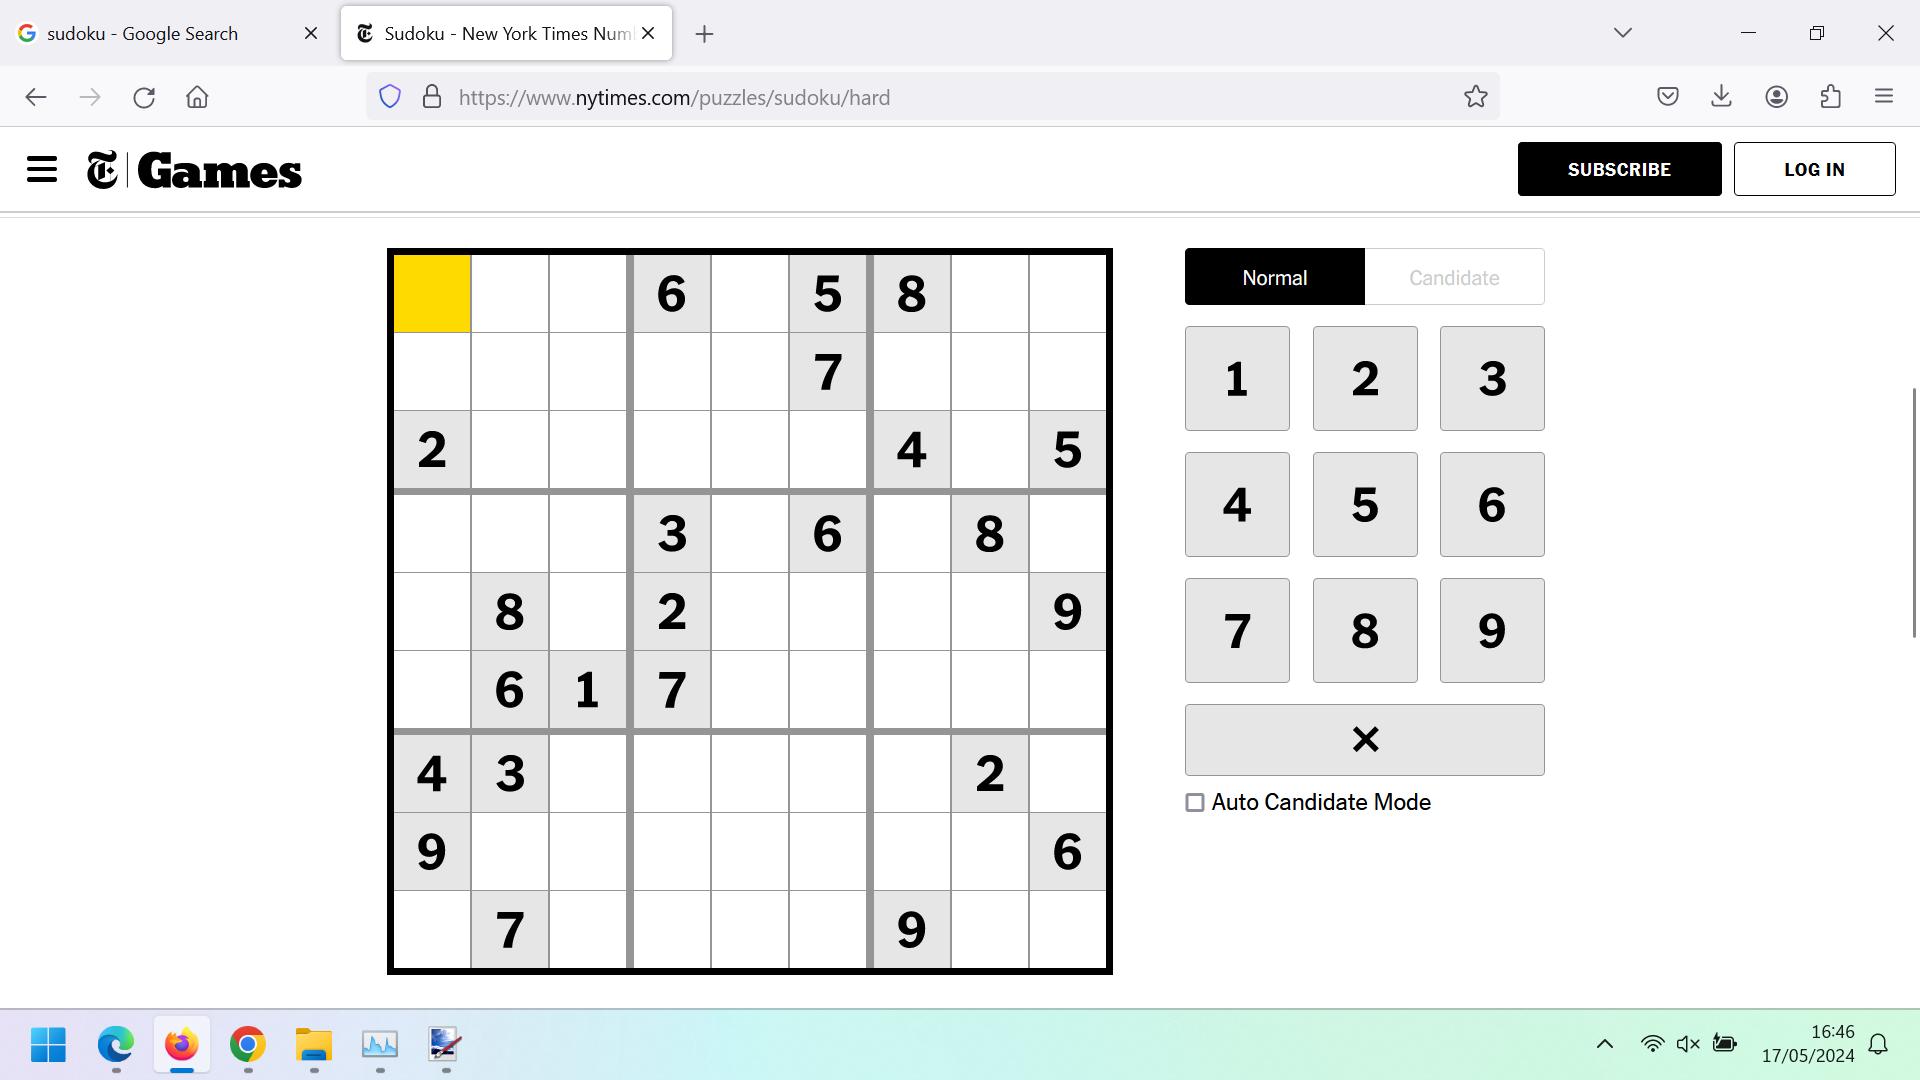 sudoku - Google Search
Sudoku - New York Times Num
https://www.nytimes.com/puzzles/sudoku/hard
T Games
SUBSCRIBE
LOG IN
6 5 8
7
2 4 5
3 6 8
8 2 9
6 1 7
4 3 2
9 6
7 9
Normal
Candidate
1 2 3
4 5 6
7 8 9
Auto Candidate Mode
16:46
17/05/2024